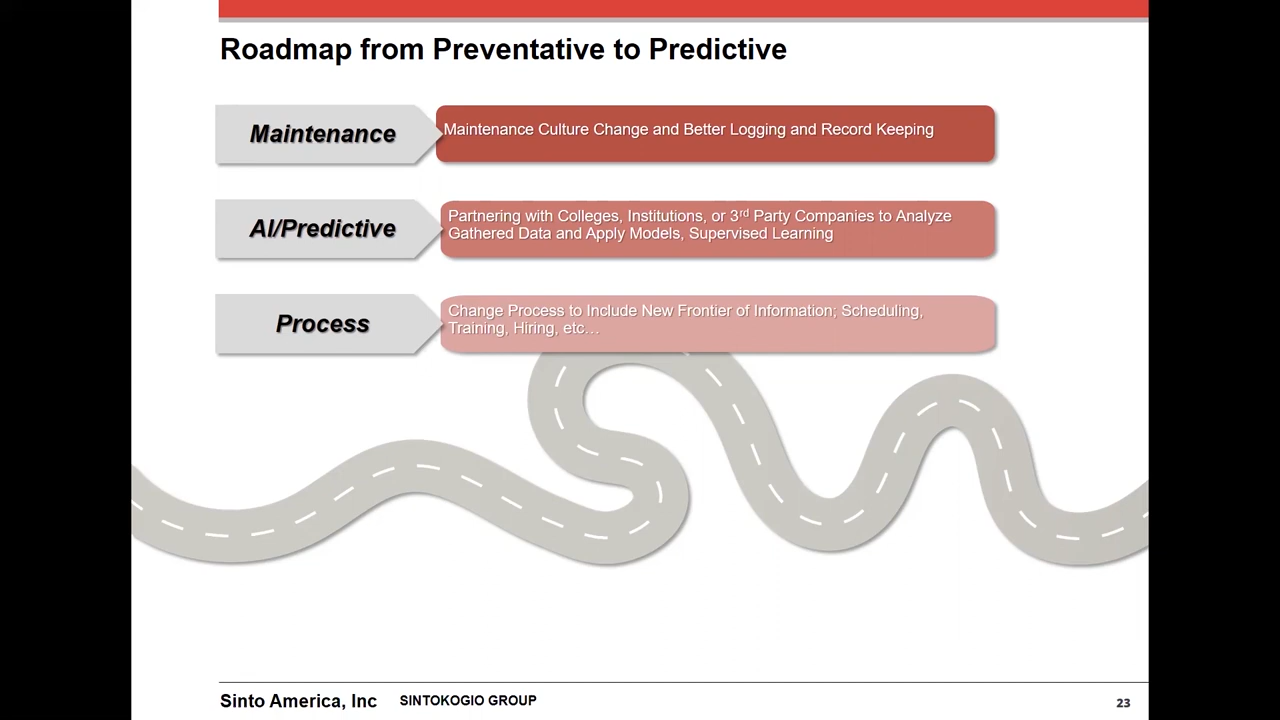 Roadmap from Preventative to Predictive
Maintenance
Maintenance Culture Change and Better Logging and Record Keeping
AI/Predictive
Partnering with Colleges, Institutions, or 3rd Party Companies to Analyze
Gathered Data and Apply Models, Supervised Learning
Process
Change Process to Include New Frontier of Information; Scheduling,
Training, Hiring, etc…
Sinto America, Inc SINTOKOGIO GROUP 23